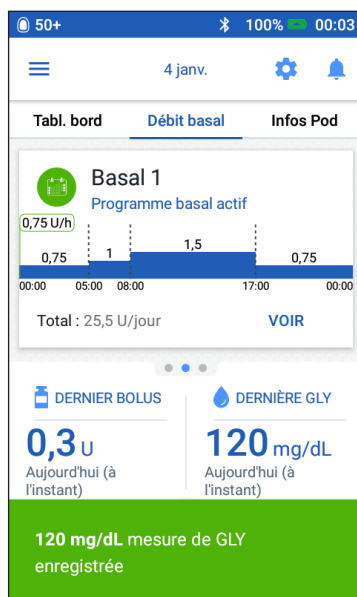 50+ 100% 00:03
4 janv.
Tabl. bord Débit basal Infos Pod
Basal 1
Programme basal actif
0,75 U/h
0,75 1 1,5 0,75
00:00 05:00 08:00 17:00 00:00
Total : 25,5 U/jour VOIR
DERNIER BOLUS DERNIÈRE GLY
0,3 U 120 mg/dL
Aujourd'hui (à Aujourd'hui (à
l'instant) l'instant)
120 mg/dL mesure de GLY
enregistrée